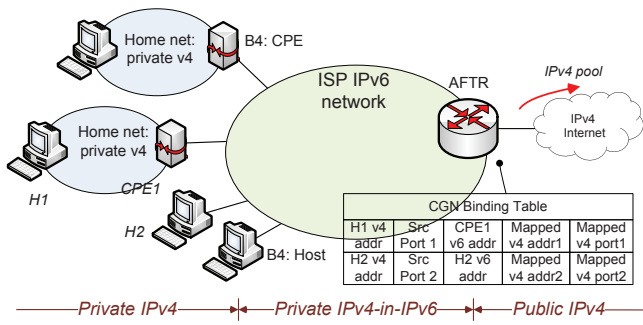 Home net:
private v4
B4: CPE
ISP IPv6
network
AFTR
IPv4 pool
IPv4
Internet
Home net:
private v4
H1
CPE1
H2
B4: Host
CGN Binding Table
H1 v4 addr Src Port 1 CPE1 v6 addr Mapped v4 addr1 Mapped v4 port1
H2 v4 addr Src Port 2 H2 v6 addr Mapped v4 addr2 Mapped v4 port2
Private IPv4 Private IPv4-in-IPv6 Public IPv4